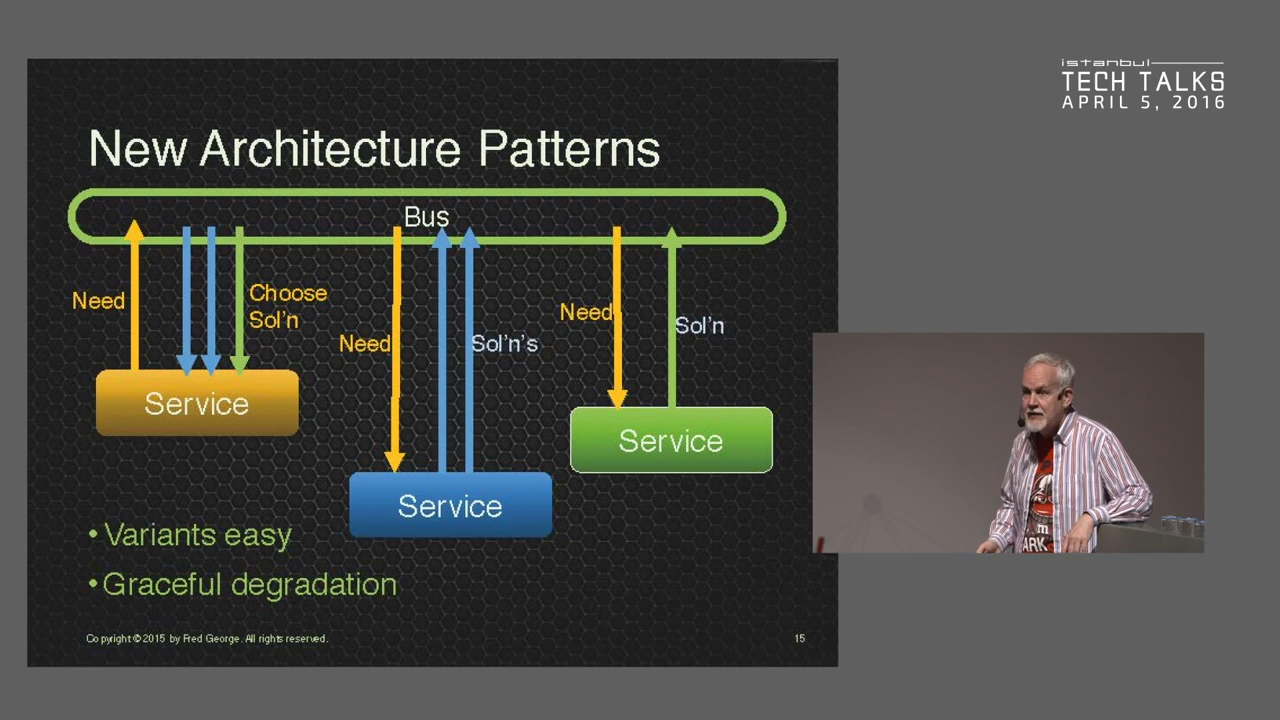 istanbul
TECH TALKS
APRIL 5, 2016
New Architecture Patterns
Bus
Need
Choose
Sol'n
Need
Sol'n's
Need
Sol'n
Service
Service
Service
• Variants easy
• Graceful degradation
Copyright © 2015 by Fred George. All rights reserved.
15
ARK